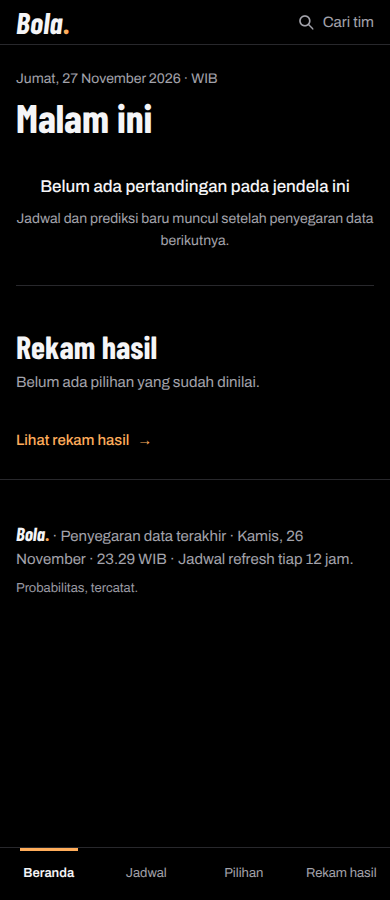 Bola.
Cari tim
Jumat, 27 November 2026 · WIB
Malam ini
Belum ada pertandingan pada jendela ini
Jadwal dan prediksi baru muncul setelah penyegaran data
berikutnya.
Rekam hasil
Belum ada pilihan yang sudah dinilai.
Lihat rekam hasil →
Bola. · Penyegaran data terakhir · Kamis, 26
November · 23.29 WIB · Jadwal refresh tiap 12 jam.
Probabilitas, tercatat.
Beranda
Jadwal
Pilihan
Rekam hasil